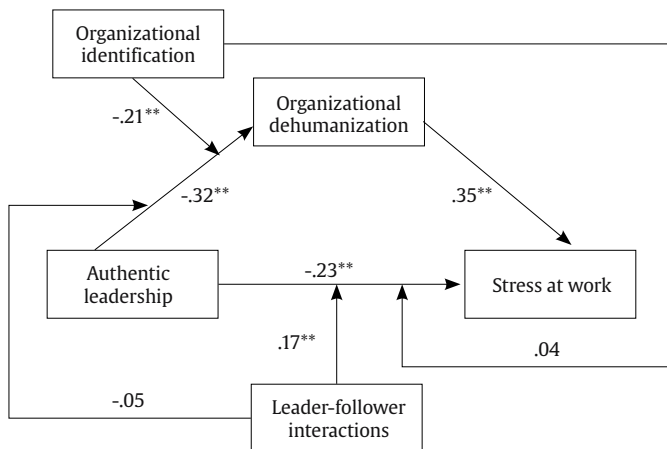 Organizational
identification
-.21**
Organizational
dehumanization
-.32**
.35**
Authentic
leadership
-.23**
Stress at work
.17**
.04
-.05
Leader-follower
interactions